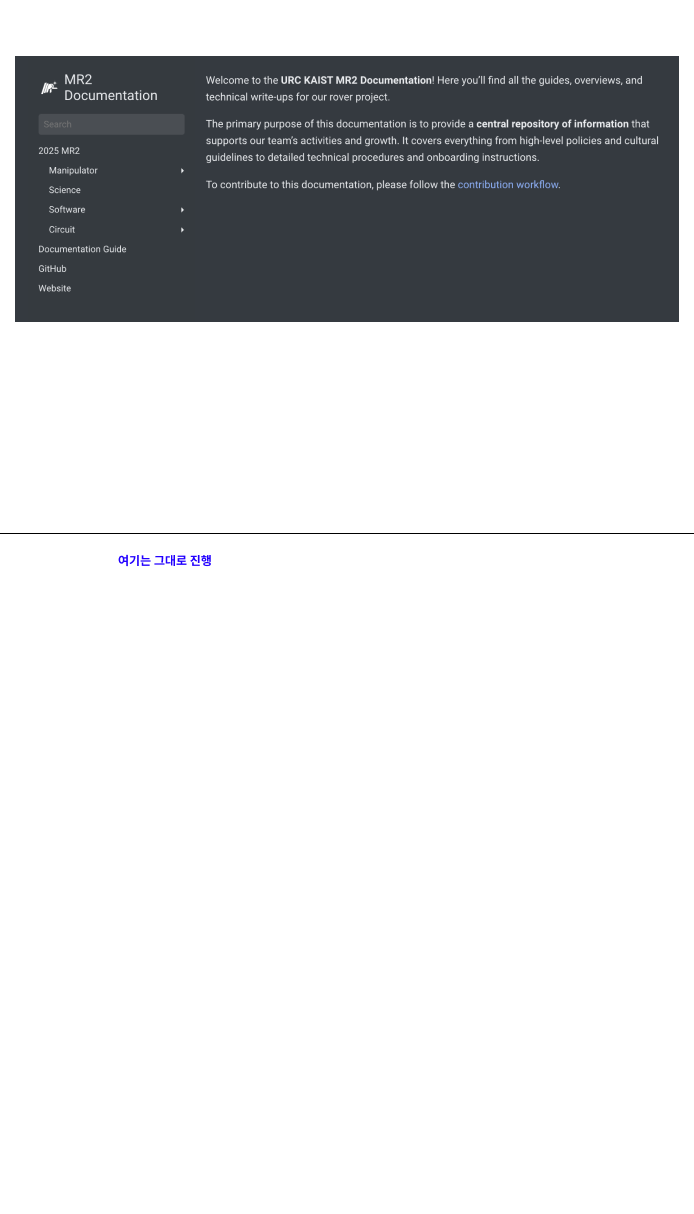 MR2
Documentation
Search
2025 MR2
Manipulator
Science
Software
Circuit
Documentation Guide
GitHub
Website
Welcome to the URC KAIST MR2 Documentation! Here you'll find all the guides, overviews, and
technical write-ups for our rover project.
The primary purpose of this documentation is to provide a central repository of information that
supports our team's activities and growth. It covers everything from high-level policies and cultural
guidelines to detailed technical procedures and onboarding instructions.
To contribute to this documentation, please follow the contribution workflow.
여기는 그대로 진행